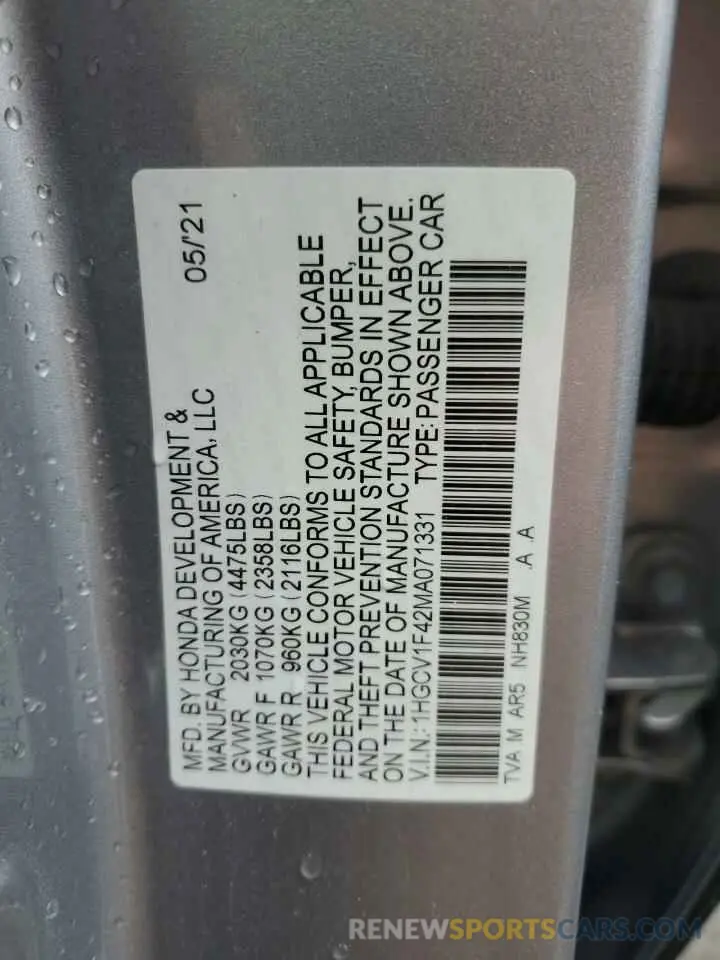 MFD. BY HONDA DEVELOPMENT & 05/'21
MANUFACTURING OF AMERICA, LLC
GVWR 2030KG (4475LBS)
GAWR F 1070KG (2358LBS)
GAWR R 960KG (2116LBS)
THIS VEHICLE CONFORMS TO ALL APPLICABLE
FEDERAL MOTOR VEHICLE SAFETY, BUMPER,
AND THEFT PREVENTION STANDARDS IN EFFECT
ON THE DATE OF MANUFACTURE SHOWN ABOVE.
V.I.N.: 1HGCV1F42MA071331 TYPE: PASSENGER CAR
TVA M AR5 NH830M .A .A
RENEWSPORTSCARS.COM